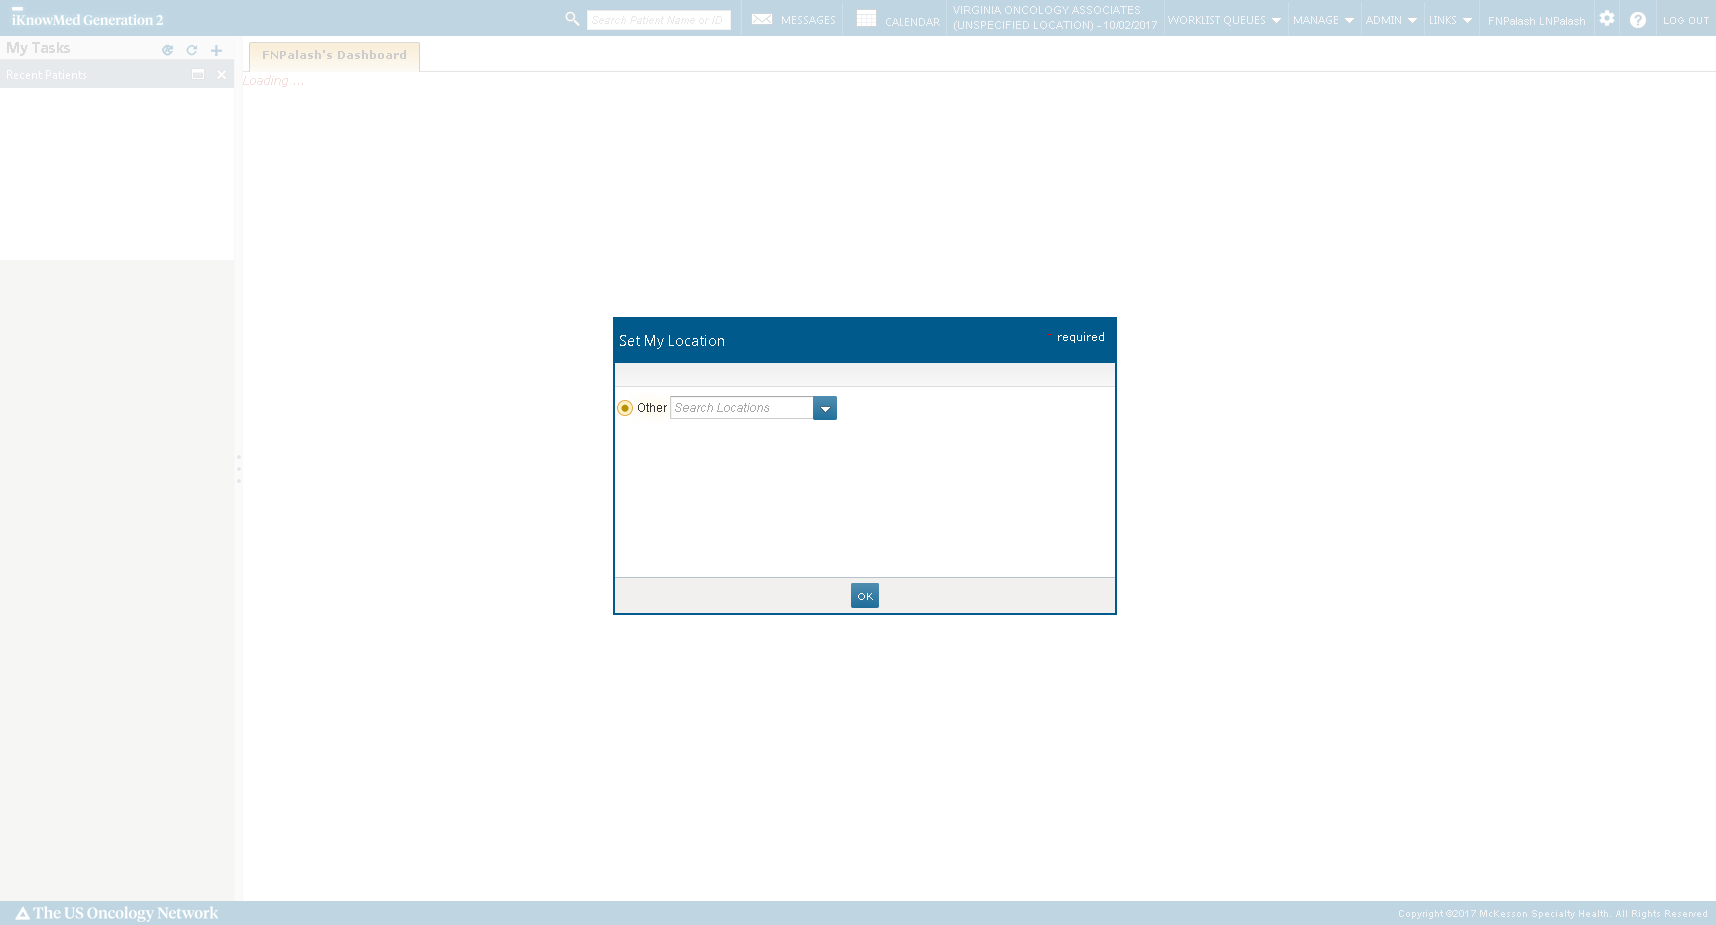 iKnowMed Generation 2
Search Patient Name or ID
MESSAGES
CALENDAR
VIRGINIA ONCOLOGY ASSOCIATES
(UNSPECIFIED LOCATION) - 10/02/2017
WORKLIST QUEUES
MANAGE
ADMIN
LINKS
FNPalash LNPalash
LOG OUT
My Tasks
Recent Patients
FNPalash's Dashboard
Loading ...
Set My Location
* required
Other
Search Locations
OK
The US Oncology Network
Copyright ©2017 McKesson Specialty Health. All Rights Reserved